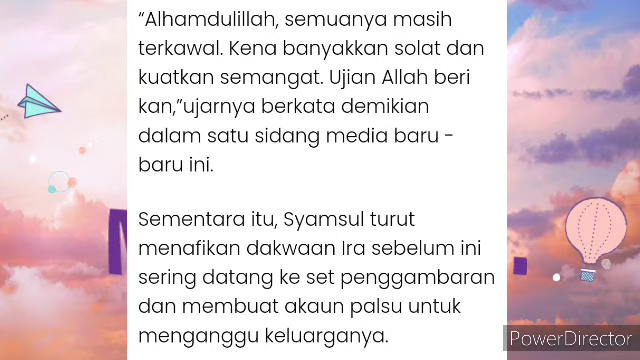 “Alhamdulillah, semuanya masih
terkawal. Kena banyakkan solat dan
kuatkan semangat. Ujian Allah beri
kan,”ujarnya berkata demikian
dalam satu sidang media baru -
baru ini.
Sementara itu, Syamsul turut
menafikan dakwaan Ira sebelum ini
sering datang ke set penggambaran
dan membuat akaun palsu untuk
menganggu keluarganya.
PowerDirector